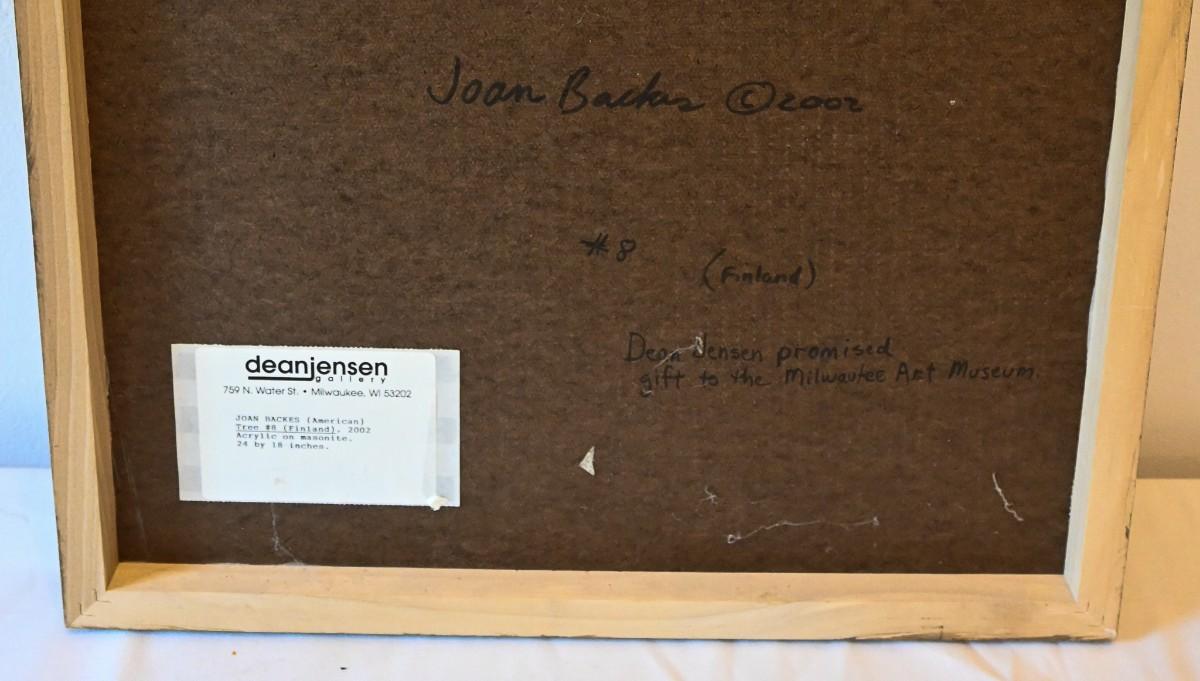 Joan Backes ©2002
#8
(Finland)
Dean Jensen promised
gift to the Milwaukee Art Museum.
deanjensen
gallery
759 N. Water St. • Milwaukee, WI 53202
JOAN BACKES (American)
Tree #8 (Finland), 2002
Acrylic on masonite.
24 by 18 inches.